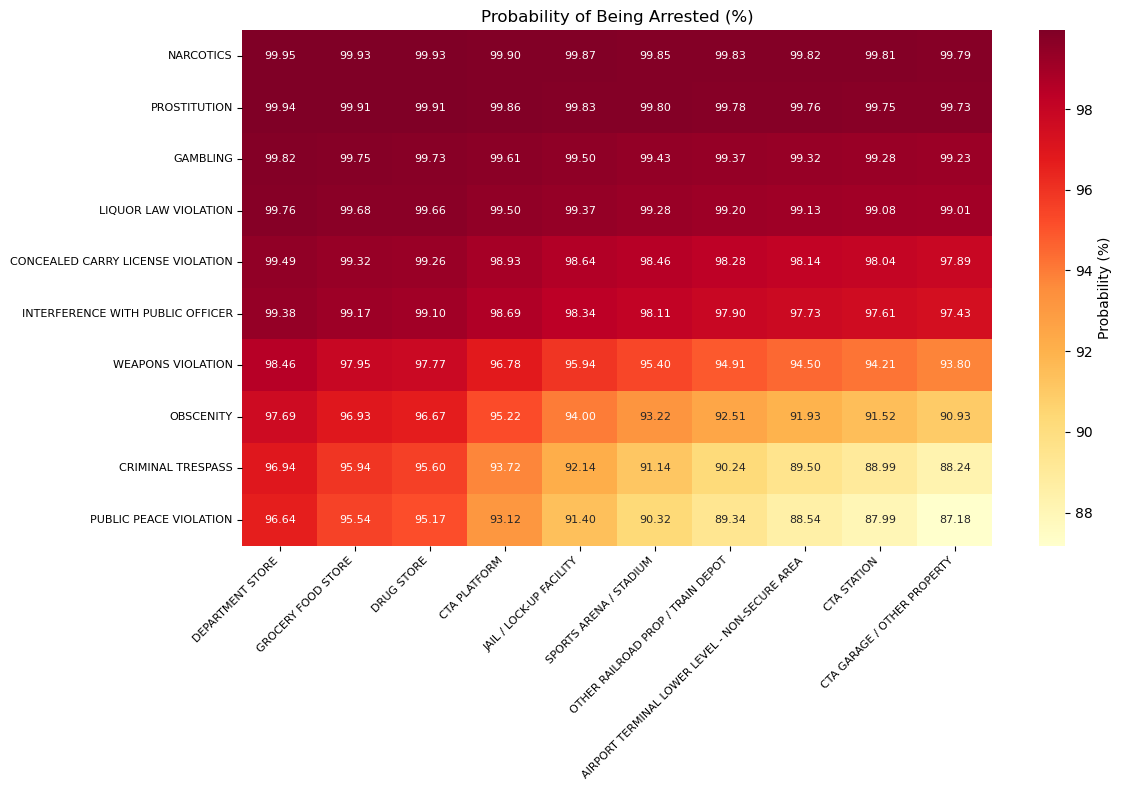 Probability of Being Arrested (%)
NARCOTICS 99.95 99.93 99.93 99.90 99.87 99.85 99.83 99.82 99.81 99.79
PROSTITUTION 99.94 99.91 99.91 99.86 99.83 99.80 99.78 99.76 99.75 99.73
GAMBLING 99.82 99.75 99.73 99.61 99.50 99.43 99.37 99.32 99.28 99.23
LIQUOR LAW VIOLATION 99.76 99.68 99.66 99.50 99.37 99.28 99.20 99.13 99.08 99.01
CONCEALED CARRY LICENSE VIOLATION 99.49 99.32 99.26 98.93 98.64 98.46 98.28 98.14 98.04 97.89
INTERFERENCE WITH PUBLIC OFFICER 99.38 99.17 99.10 98.69 98.34 98.11 97.90 97.73 97.61 97.43
WEAPONS VIOLATION 98.46 97.95 97.77 96.78 95.94 95.40 94.91 94.50 94.21 93.80
OBSCENITY 97.69 96.93 96.67 95.22 94.00 93.22 92.51 91.93 91.52 90.93
CRIMINAL TRESPASS 96.94 95.94 95.60 93.72 92.14 91.14 90.24 89.50 88.99 88.24
PUBLIC PEACE VIOLATION 96.64 95.54 95.17 93.12 91.40 90.32 89.34 88.54 87.99 87.18
DEPARTMENT STORE
GROCERY FOOD STORE
DRUG STORE
CTA PLATFORM
JAIL / LOCK-UP FACILITY
SPORTS ARENA / STADIUM
OTHER RAILROAD PROP / TRAIN DEPOT
AIRPORT TERMINAL LOWER LEVEL - NON-SECURE AREA
CTA STATION
CTA GARAGE / OTHER PROPERTY
98
96
94
92
90
88
Probability (%)